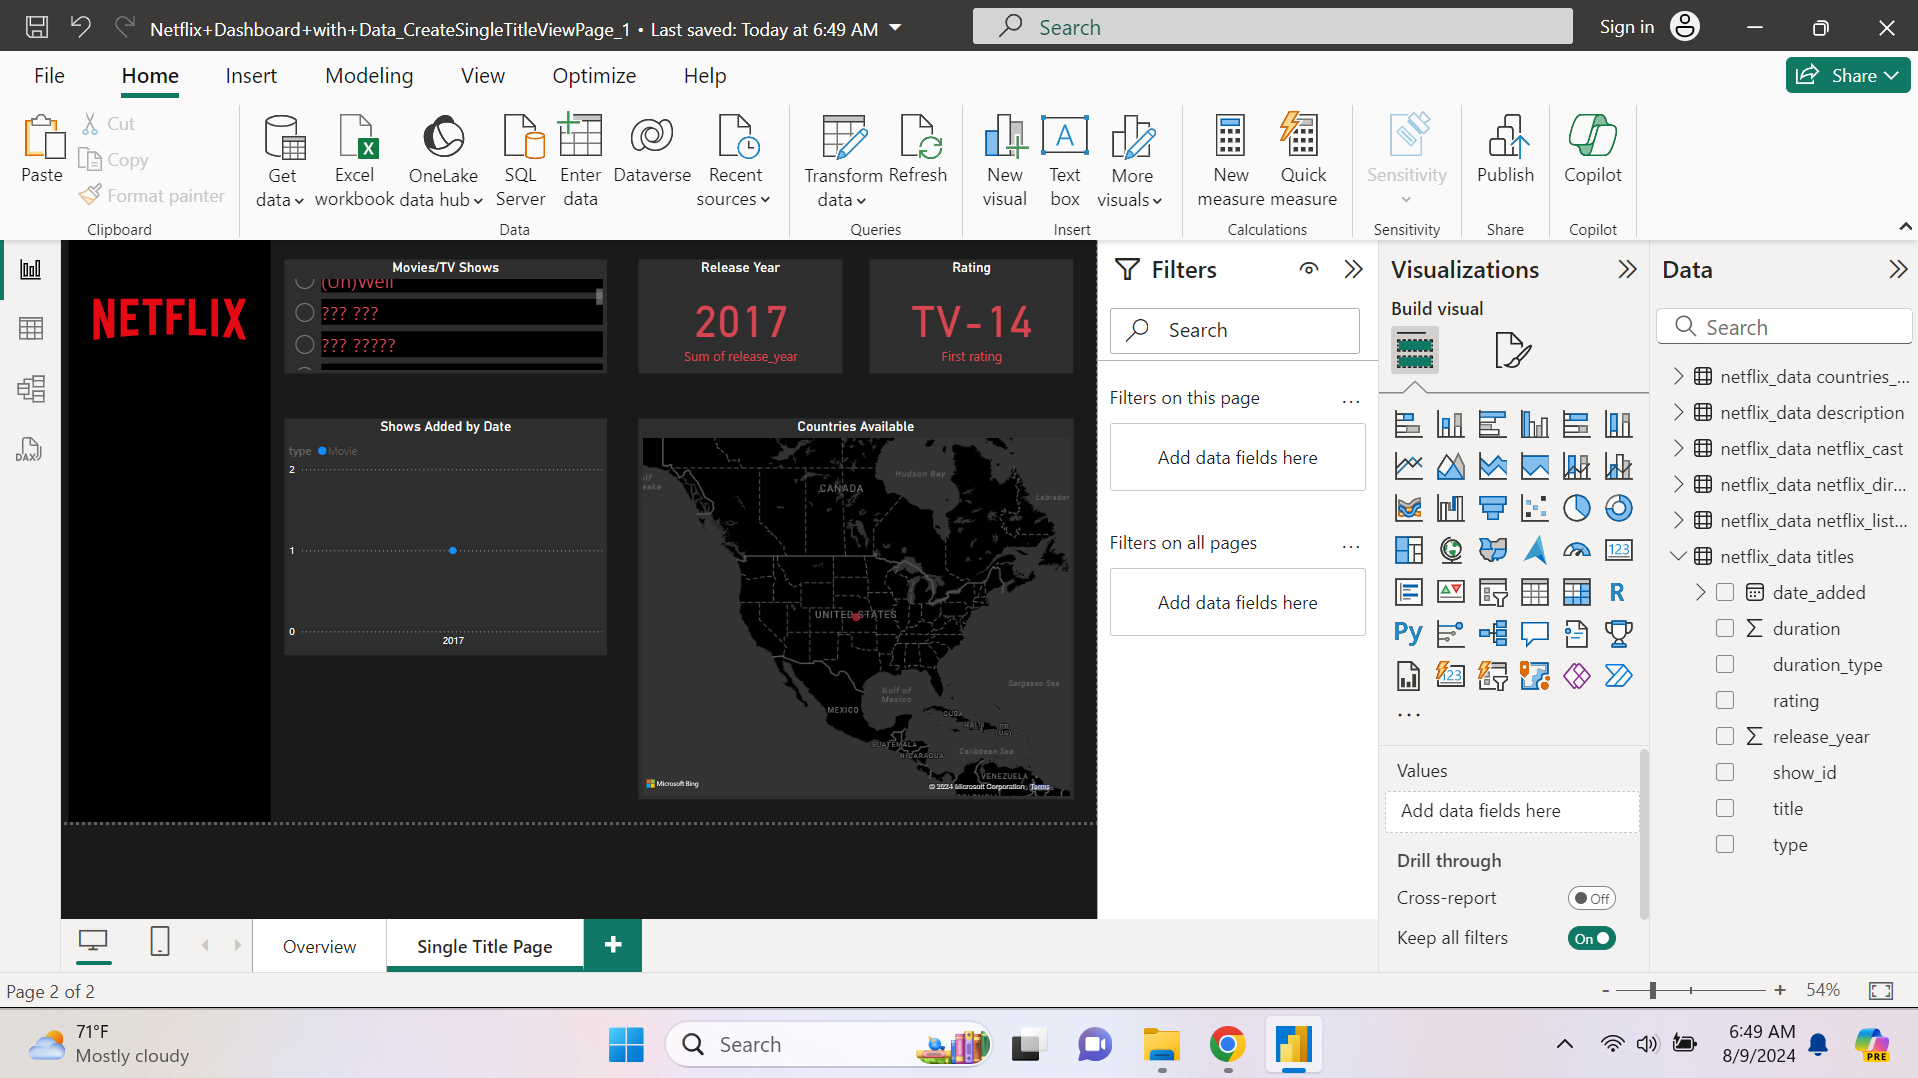 Netflix+Dashboard+with+Data_CreateSingleTitleViewPage_1 • Last saved: Today at 6:49 AM
Search
Sign in
File
Home
Insert
Modeling
View
Optimize
Help
Share
Paste
Cut
Copy
Format painter
Clipboard
Get data
Excel workbook
OneLake data hub
SQL Server
Enter data
Dataverse
Recent sources
Data
Transform data
Refresh
Queries
New visual
Text box
More visuals
Insert
New measure
Quick measure
Calculations
Sensitivity
Sensitivity
Publish
Share
Copilot
Copilot
NETFLIX
Movies/TV Shows
(Un)Well
??? ???
??? ?????
Release Year
2017
Sum of release_year
Rating
TV-14
First rating
Shows Added by Date
type Movie
2
1
0
2017
Countries Available
Hudson Bay
CANADA
Labrador
UNITED STATES
Sargasso Sea
Gulf of
Mexico
MEXICO
CUBA
HAITI
PR
(US)
GUATEMALA
NICARAGUA
Caribbean Sea
VENEZUELA
COLOMBIA
Microsoft Bing
© 2024 Microsoft Corporation Terms
Filters
Search
Filters on this page
...
Add data fields here
Filters on all pages
...
Add data fields here
Visualizations
Build visual
123
R
Py
123
...
Values
Add data fields here
Drill through
Cross-report
Off
Keep all filters
On
Data
Search
netflix_data countries_...
netflix_data description
netflix_data netflix_cast
netflix_data netflix_dir...
netflix_data netflix_list...
netflix_data titles
date_added
duration
duration_type
rating
release_year
show_id
title
type
DAX
Overview
Single Title Page
+
Page 2 of 2
- + 54%
71°F
Mostly cloudy
Search
6:49 AM
8/9/2024
PRE